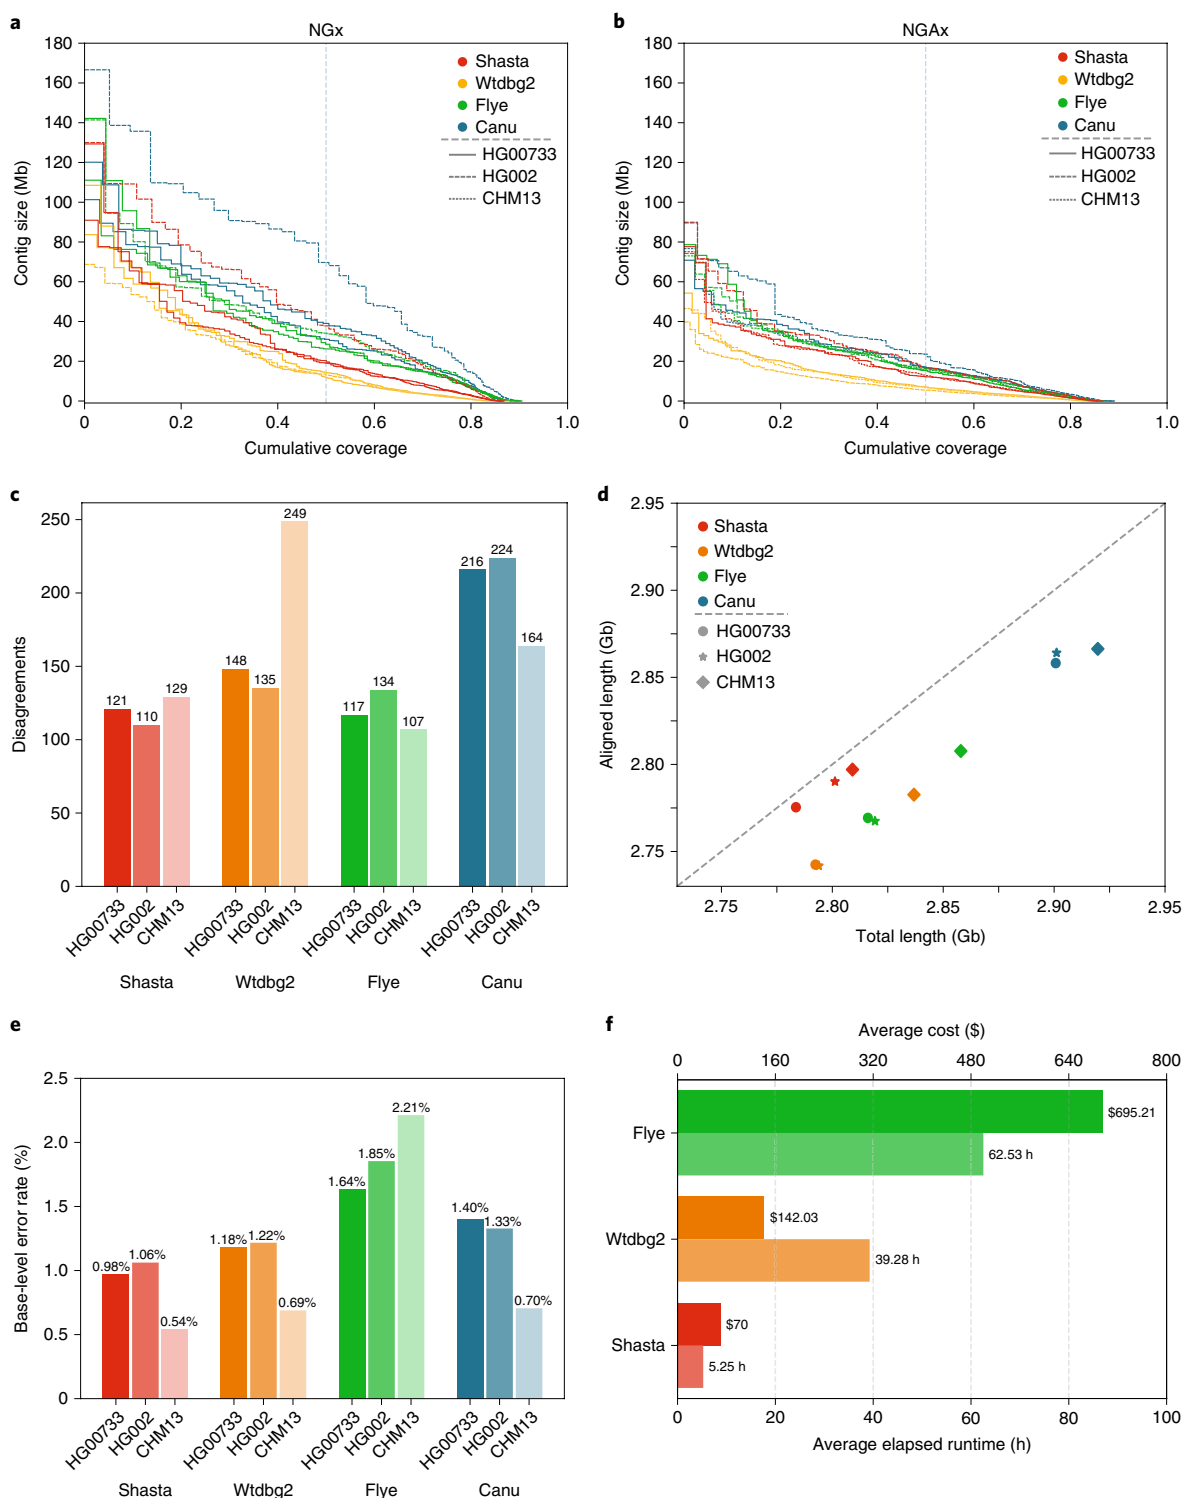 a
NGx
180
160
140
120
100
80
60
40
20
0
Contig size (Mb)
Shasta
Wtdbg2
Flye
Canu
HG00733
HG002
CHM13
0
0.2
0.4
0.6
0.8
1.0
Cumulative coverage
b
NGAx
180
160
140
120
100
80
60
40
20
0
Contig size (Mb)
Shasta
Wtdbg2
Flye
Canu
HG00733
HG002
CHM13
0
0.2
0.4
0.6
0.8
1.0
Cumulative coverage
c
250
200
150
100
50
0
Disagreements
121
110
129
148
135
249
117
134
107
216
224
164
HG00733
HG002
CHM13
HG00733
HG002
CHM13
HG00733
HG002
CHM13
HG00733
HG002
CHM13
Shasta
Wtdbg2
Flye
Canu
d
2.95
2.90
2.85
2.80
2.75
Aligned length (Gb)
Shasta
Wtdbg2
Flye
Canu
HG00733
HG002
CHM13
2.75
2.80
2.85
2.90
2.95
Total length (Gb)
e
2.5
2.0
1.5
1.0
0.5
0
Base-level error rate (%)
0.98%
1.06%
0.54%
1.18%
1.22%
0.69%
1.64%
1.85%
2.21%
1.40%
1.33%
0.70%
HG00733
HG002
CHM13
HG00733
HG002
CHM13
HG00733
HG002
CHM13
HG00733
HG002
CHM13
Shasta
Wtdbg2
Flye
Canu
f
Average cost ($)
0
160
320
480
640
800
Flye
$695.21
62.53 h
Wtdbg2
$142.03
39.28 h
Shasta
$70
5.25 h
0
20
40
60
80
100
Average elapsed runtime (h)